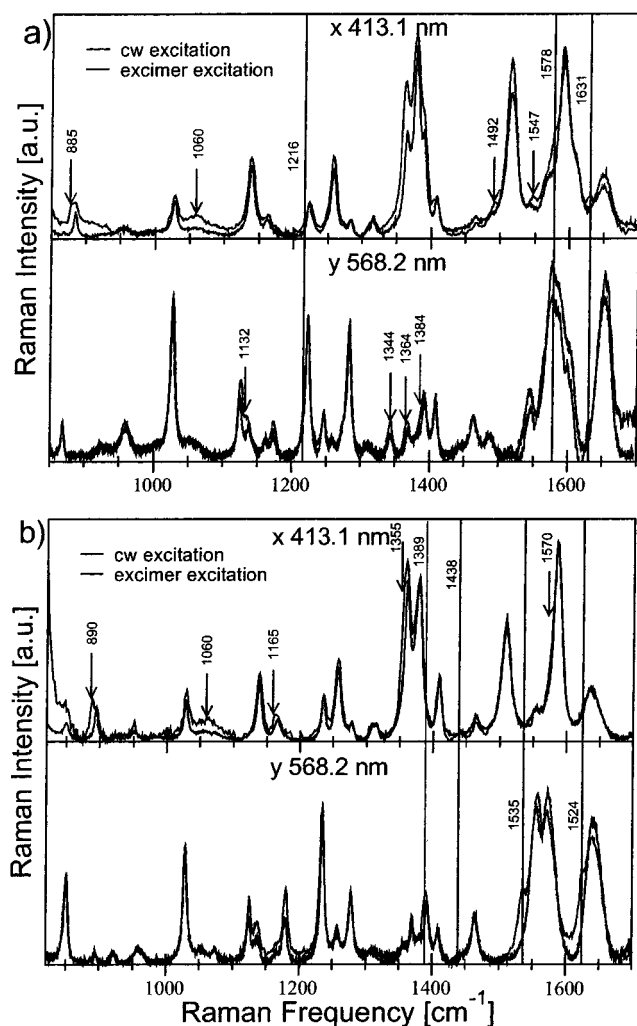 a)
x 413.1 nm
cw excitation
excimer excitation
885
1060
1216
1492
1547
1578
1631
y 568.2 nm
1132
1344
1364
1384
1000
1200
1400
1600
Raman Intensity [a.u.]
b)
x 413.1 nm
cw excitation
excimer excitation
890
1060
1165
1355
1389
1438
1570
y 568.2 nm
1535
1524
1000
1200
1400
1600
Raman Intensity [a.u.]
Raman Frequency [cm⁻¹]